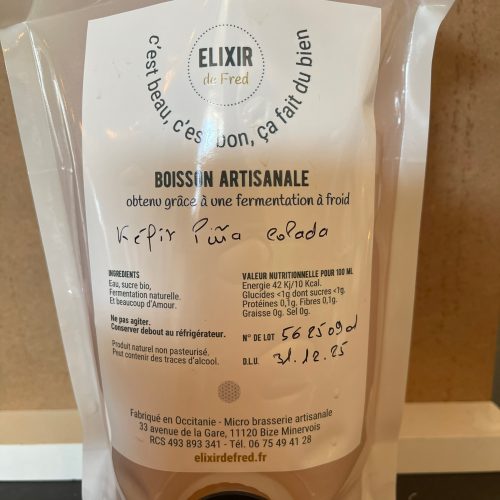 ELIXIR
de Fred
c'est beau, c'est bon, ça fait du bien
BOISSON ARTISANALE
obtenu grâce à une fermentation à froid
Kéfir Piña colada
INGREDIENTS
Eau, sucre bio,
Fermentation naturelle.
Et beaucoup d'Amour.
Ne pas agiter.
Conserver debout au réfrigérateur.
Produit naturel non pasteurisé.
Peut contenir des traces d'alcool.
VALEUR NUTRITIONNELLE POUR 100 ML
Energie 42 Kj/10 Kcal.
Glucides <1g dont sucres <1g.
Protéines 0,1g. Fibres 0,1g.
Graisse 0g. Sel 0g.
N° DE LOT
D.L.U. 31.12.25
Fabriqué en Occitanie - Micro brasserie artisanale
33 avenue de la Gare, 11120 Bize Minervois
RCS 493 893 341 - Tél. 06 75 49 41 28
elixirdefred.fr